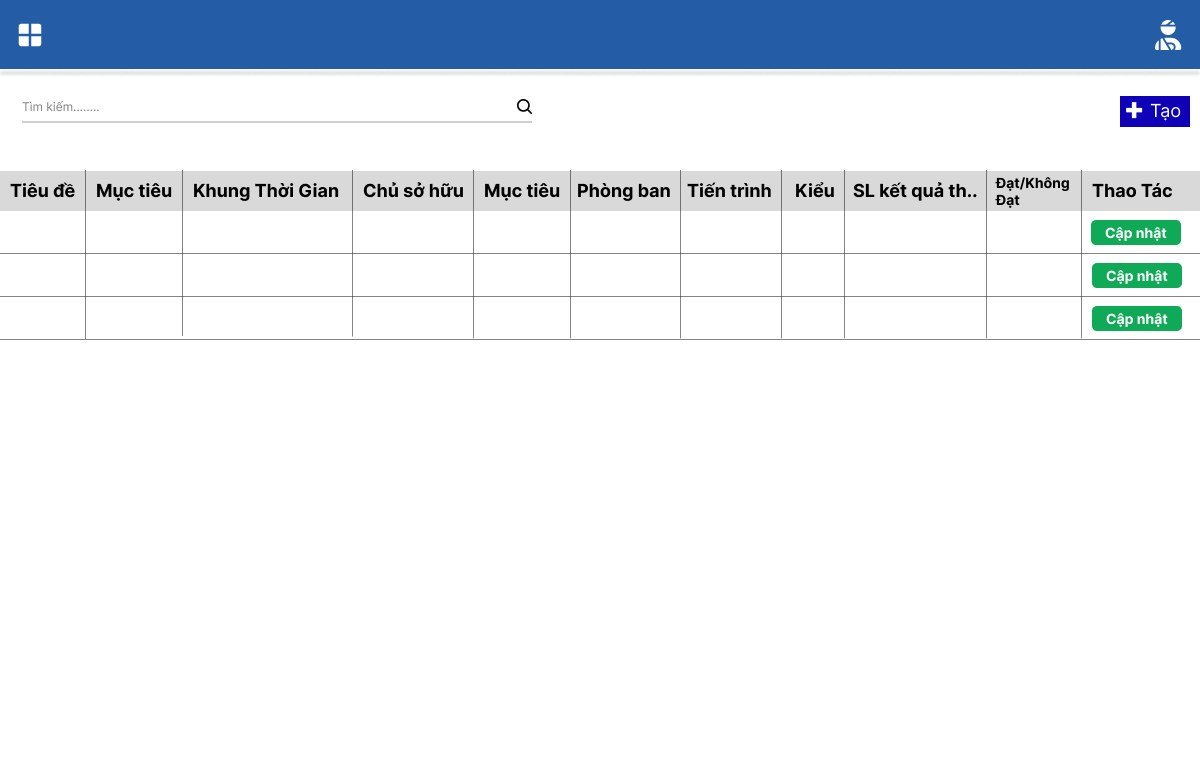 Tìm kiếm........
Tạo
Tiêu đề Mục tiêu Khung Thời Gian Chủ sở hữu Mục tiêu Phòng ban Tiến trình Kiểu SL kết quả th.. Đạt/Không Đạt Thao Tác
Cập nhật
Cập nhật
Cập nhật